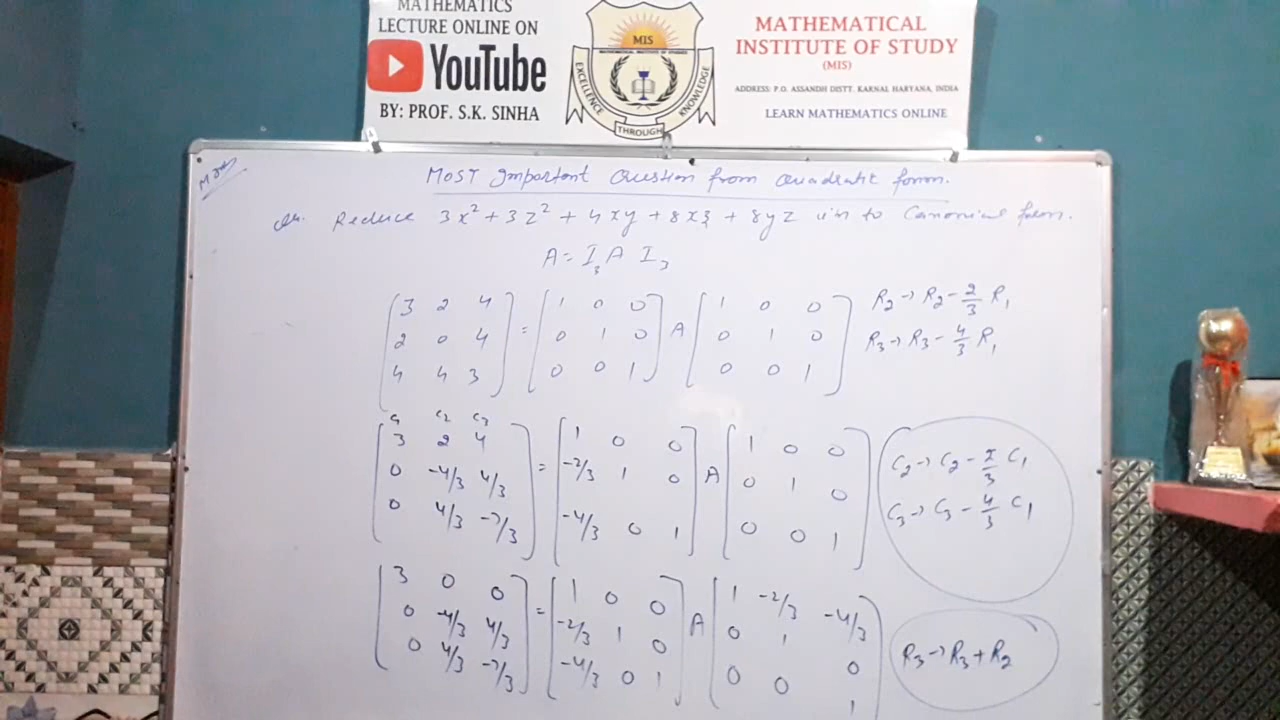 MATHEMATICS
LECTURE ONLINE ON
YouTube
BY: PROF. S.K. SINHA
MIS
MATHEMATICAL INSTITUTE OF STUDIES
EXCELLENCE
THROUGH
KNOWLEDGE
MATHEMATICAL
INSTITUTE OF STUDY
(MIS)
ADDRESS: P.O. ASSANDH DISTT. KARNAL HARYANA, INDIA
LEARN MATHEMATICS ONLINE
MOST Important Question from Quadratic form.
Qu. Reduce 3x² + 3z² + 4xy + 8xz + 8yz in to Canonical form.
A = I₃ A I₃
[3 2 4] = [1 0 0] A [1 0 0] R₂ → R₂ - 2/3 R₁
[2 0 4] [0 1 0] [0 1 0] R₃ → R₃ - 4/3 R₁
[4 4 3] [0 0 1] [0 0 1]
C₁ C₂ C₃
[3 2 4] = [1 0 0] A [1 0 0] C₂ → C₂ - 2/3 C₁
[0 -4/3 4/3] [-2/3 1 0] [0 1 0] C₃ → C₃ - 4/3 C₁
[0 4/3 -7/3] [-4/3 0 1] [0 0 1]
[3 0 0] = [1 0 0] A [1 -2/3 -4/3]
[0 -4/3 4/3] [-2/3 1 0] [0 1 0] R₃ → R₃ + R₂
[0 4/3 -7/3] [-4/3 0 1] [0 0 1]